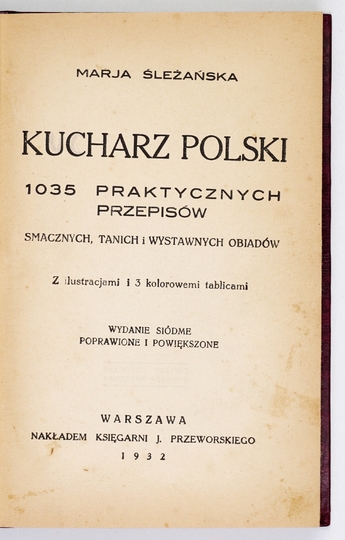 MARJA ŚLEŻAŃSKA
KUCHARZ POLSKI
1035 PRAKTYCZNYCH
PRZEPISÓW
SMACZNYCH, TANICH i WYSTAWNYCH OBIADÓW
Z ilustracjami i 3 kolorowemi tablicami
WYDANIE SIÓDME
POPRAWIONE I POWIĘKSZONE
WARSZAWA
NAKŁADEM KSIĘGARNI J. PRZEWORSKIEGO
1932